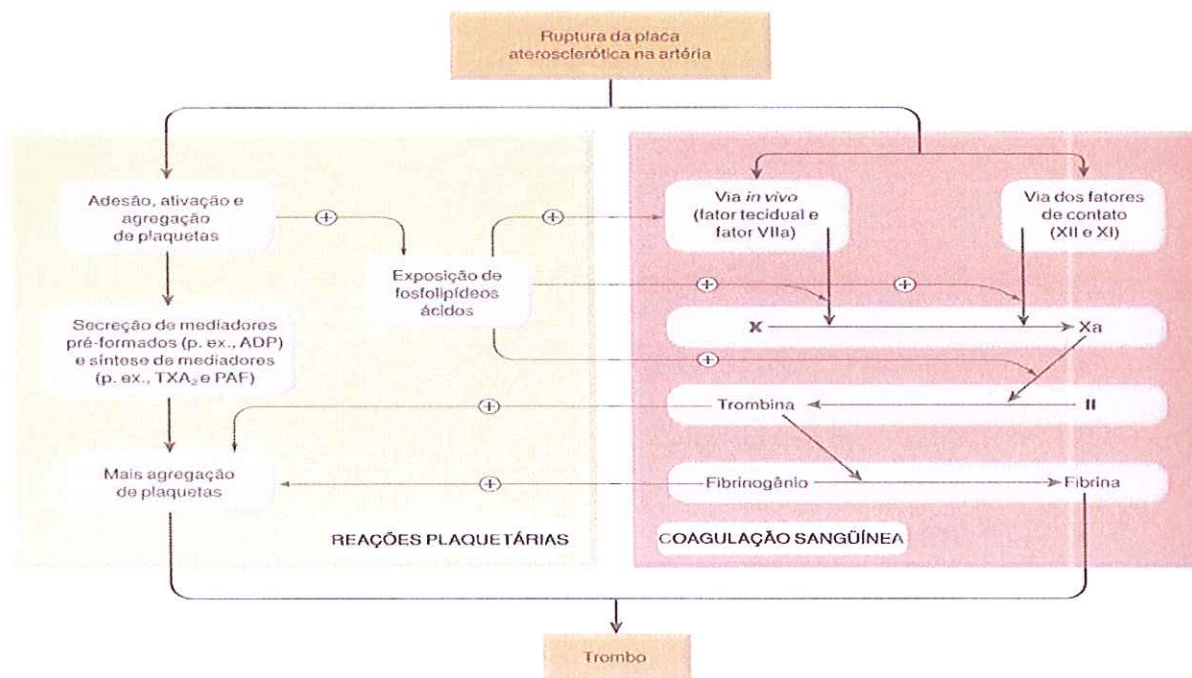 Ruptura da placa
aterosclerótica na artéria
Adesão, ativação e
agregação
de plaquetas
Via in vivo
(fator tecidual e
fator VIIa)
Via dos fatores
de contato
(XII e XI)
Exposição de
fosfolipídeos
ácidos
Secreção de mediadores
pré-formados (p. ex., ADP)
e síntese de mediadores
(p. ex., TXA₂ e PAF)
X
Xa
Trombina
II
Mais agregação
de plaquetas
Fibrinogênio
Fibrina
REAÇÕES PLAQUETÁRIAS
COAGULAÇÃO SANGÜÍNEA
Trombo